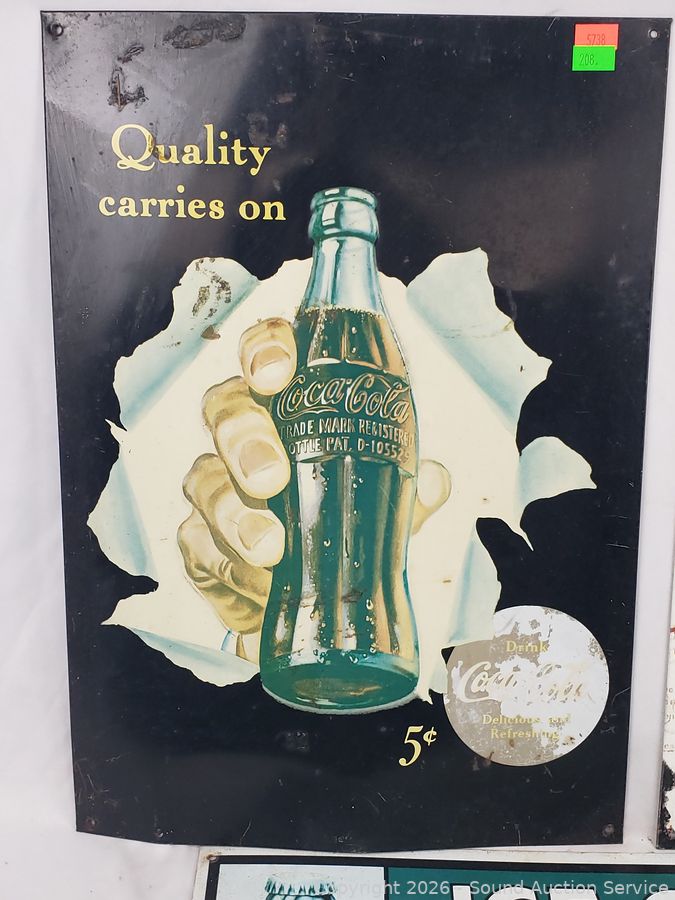 5738
208.
Quality
carries on
Coca-Cola
TRADE MARK REGISTERED
BOTTLE PAT. D-105529
Drink
Coca-Cola
Delicious and
Refreshing
5¢
Copyright 2026 - Sound Auction Service